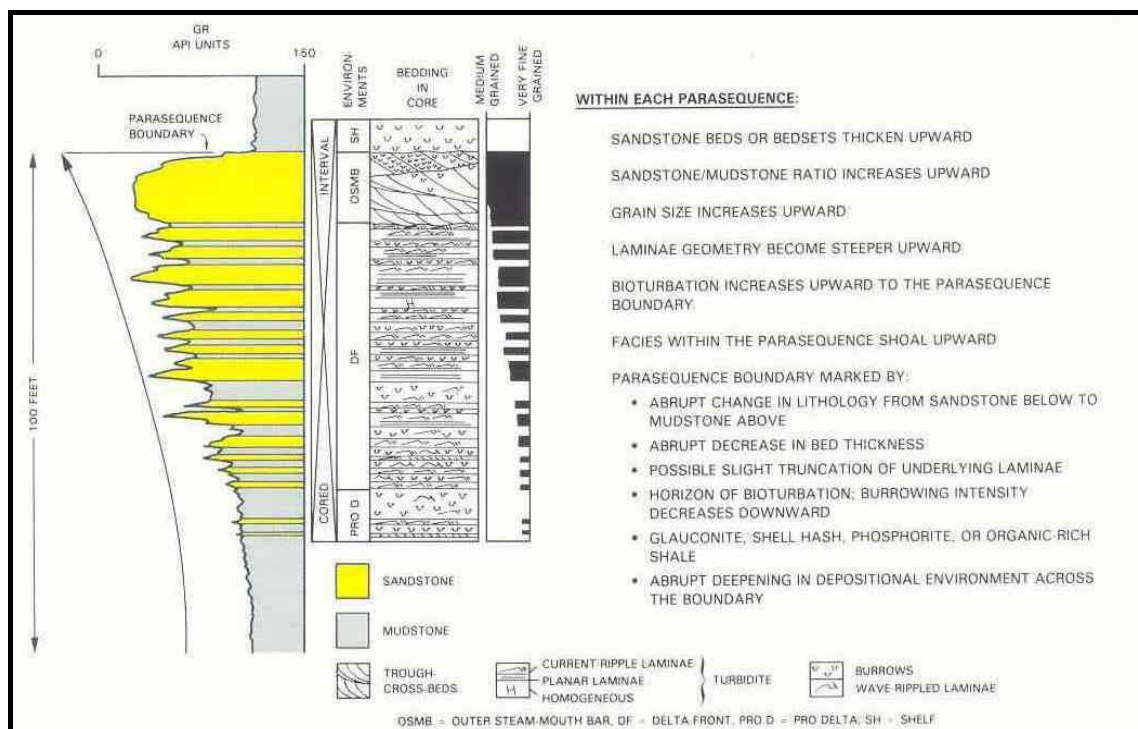 GR
API UNITS
0
150
ENVIRON-
MENTS
BEDDING
IN
CORE
MEDIUM
GRAINED
VERY FINE
GRAINED
PARASEQUENCE
BOUNDARY
100 FEET
CORED
INTERVAL
SH
OSMB
DF
PRO D
H
WITHIN EACH PARASEQUENCE:
SANDSTONE BEDS OR BEDSETS THICKEN UPWARD
SANDSTONE/MUDSTONE RATIO INCREASES UPWARD
GRAIN SIZE INCREASES UPWARD
LAMINAE GEOMETRY BECOME STEEPER UPWARD
BIOTURBATION INCREASES UPWARD TO THE PARASEQUENCE
BOUNDARY
FACIES WITHIN THE PARASEQUENCE SHOAL UPWARD
PARASEQUENCE BOUNDARY MARKED BY:
• ABRUPT CHANGE IN LITHOLOGY FROM SANDSTONE BELOW TO
MUDSTONE ABOVE
• ABRUPT DECREASE IN BED THICKNESS
• POSSIBLE SLIGHT TRUNCATION OF UNDERLYING LAMINAE
• HORIZON OF BIOTURBATION; BURROWING INTENSITY
DECREASES DOWNWARD
• GLAUCONITE, SHELL HASH, PHOSPHORITE, OR ORGANIC-RICH
SHALE
• ABRUPT DEEPENING IN DEPOSITIONAL ENVIRONMENT ACROSS
THE BOUNDARY
SANDSTONE
MUDSTONE
TROUGH-
CROSS-BEDS
CURRENT-RIPPLE LAMINAE
PLANAR LAMINAE
H
HOMOGENEOUS
TURBIDITE
BURROWS
WAVE-RIPPLED LAMINAE
OSMB = OUTER STEAM-MOUTH BAR, DF = DELTA FRONT, PRO D = PRO DELTA, SH = SHELF